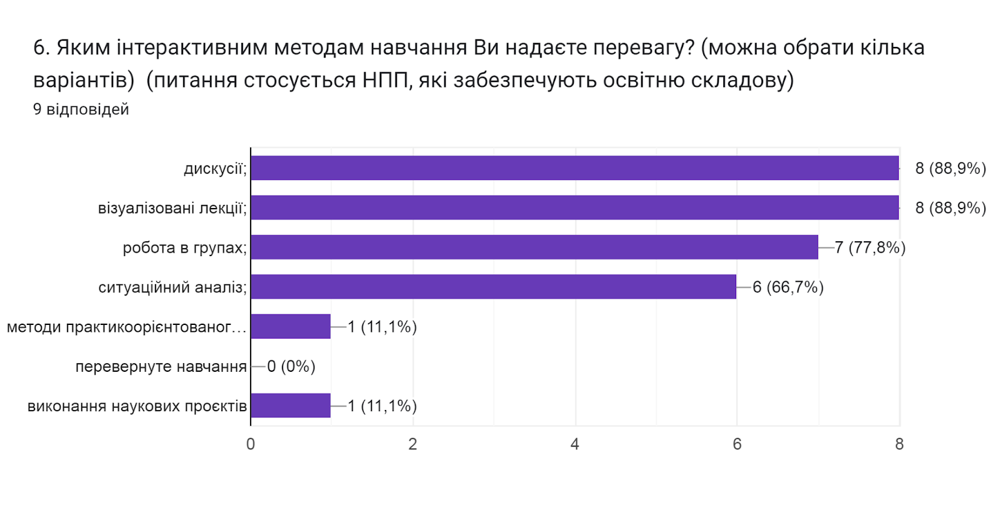 6. Яким інтерактивним методам навчання Ви надаєте перевагу? (можна обрати кілька
варіантів)  (питання стосується НПП, які забезпечують освітню складову)
9 відповідей
дискусії; 8 (88,9%)
візуалізовані лекції; 8 (88,9%)
робота в групах; 7 (77,8%)
ситуаційний аналіз; 6 (66,7%)
методи практикоорієнтованог… 1 (11,1%)
перевернуте навчання 0 (0%)
виконання наукових проєктів 1 (11,1%)
0 2 4 6 8